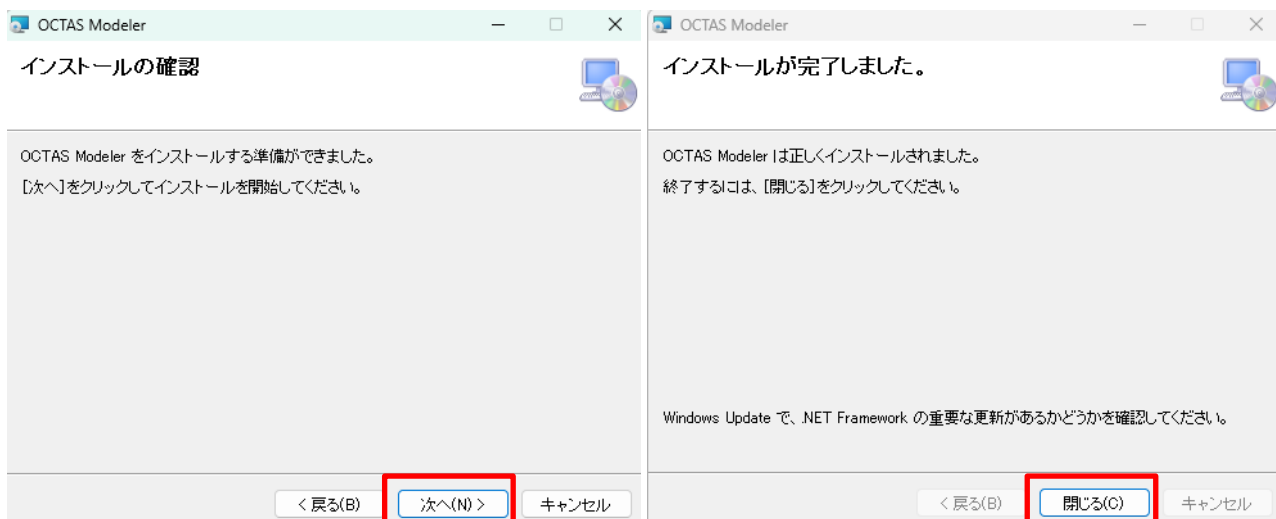 OCTAS Modeler
インストールの確認
OCTAS Modeler をインストールする準備ができました。
[次へ]をクリックしてインストールを開始してください。
< 戻る(B)
次へ(N) >
キャンセル
OCTAS Modeler
インストールが完了しました。
OCTAS Modeler は正しくインストールされました。
終了するには、[閉じる]をクリックしてください。
Windows Update で、.NET Framework の重要な更新があるかどうかを確認してください。
< 戻る(B)
閉じる(C)
キャンセル